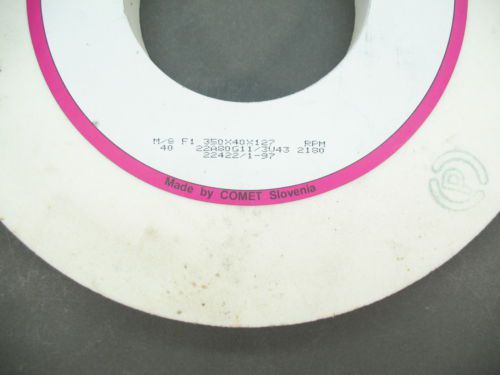 M/S F1 350X40X127 RPM
40 22A80G11/3V43 2180
22422/1-97
Made by COMET Slovenia